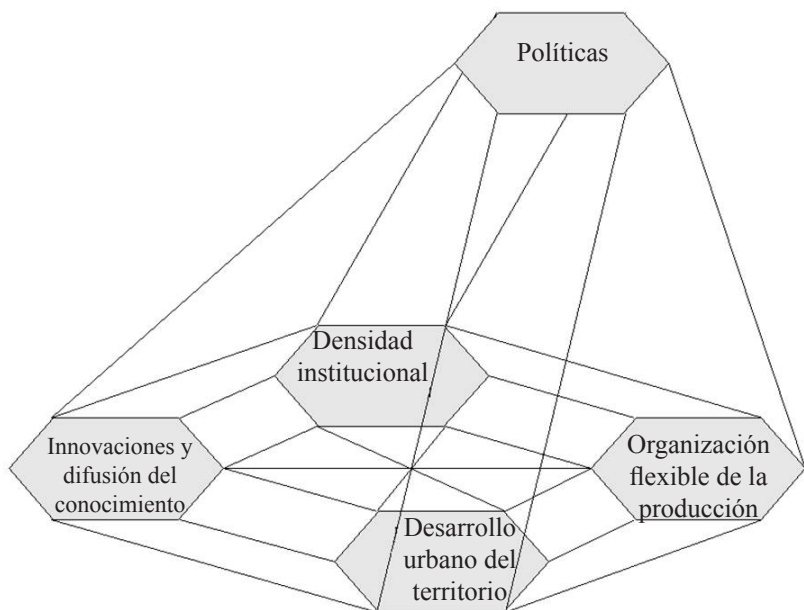 Políticas
Densidad
institucional
Innovaciones y
difusión del
conocimiento
Organización
flexible de la
producción
Desarrollo
urbano del
territorio